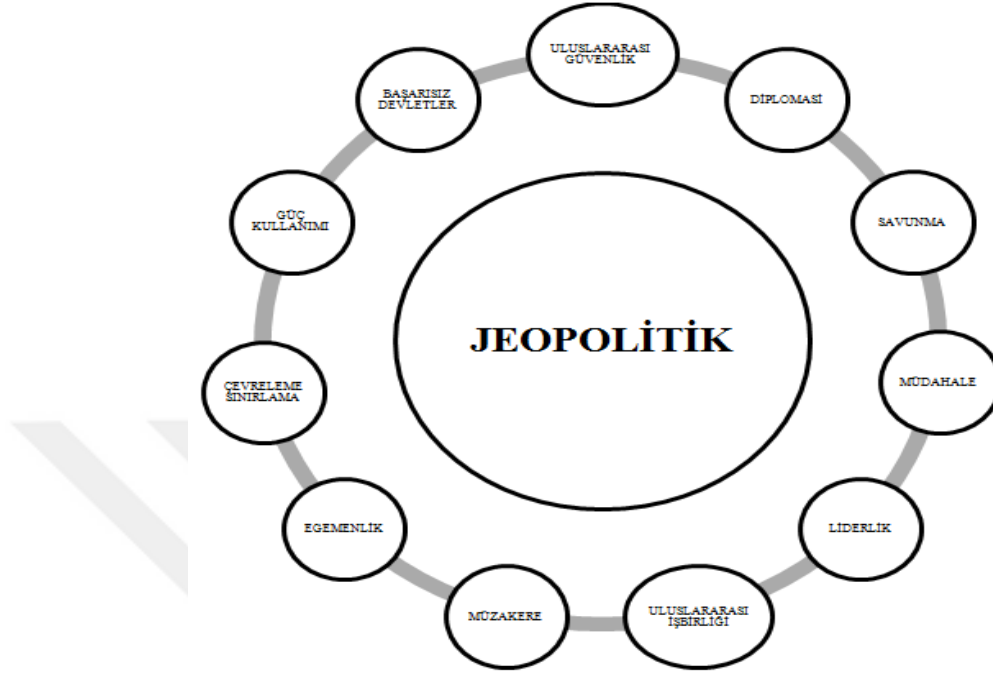 ULUSLARARASI
GÜVENLİK
DİPLOMASİ
SAVUNMA
MÜDAHALE
LİDERLİK
ULUSLARARASI
İŞBİRLİĞİ
MÜZAKERE
EGEMENLİK
ÇEVRELEME
SINIRLAMA
GÜÇ
KULLANIMI
BAŞARISIZ
DEVLETLER
JEOPOLİTİK